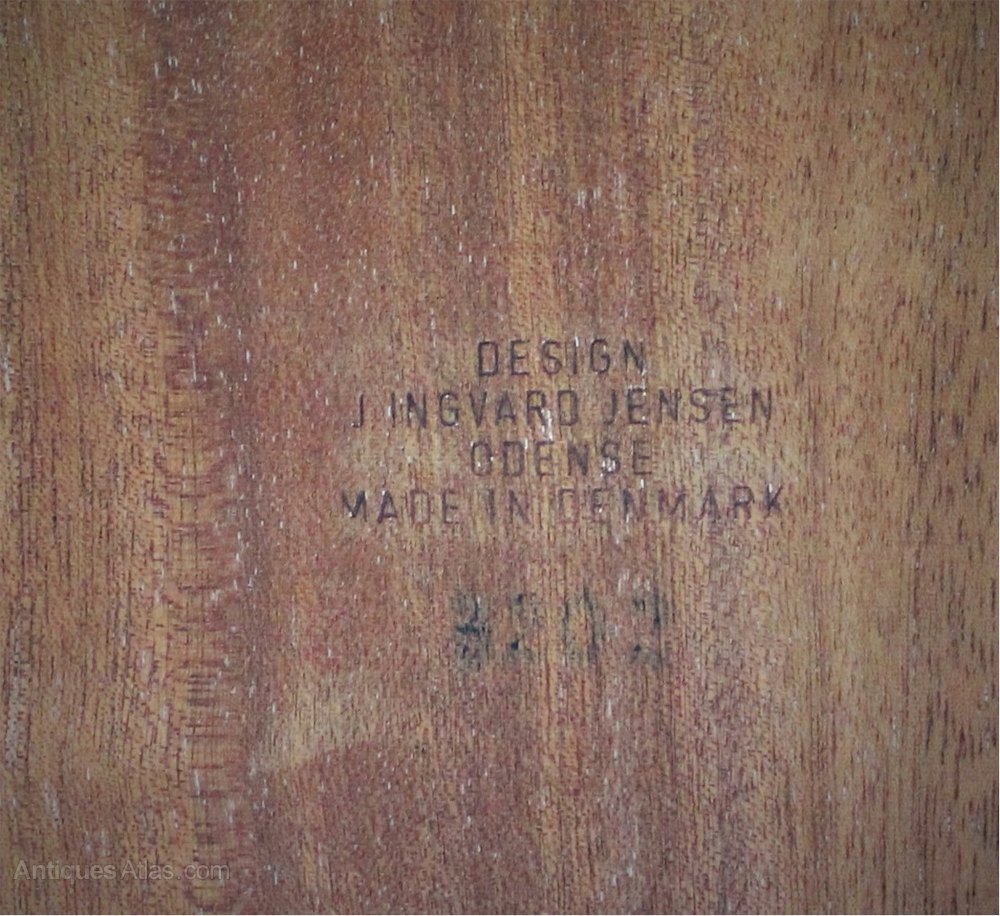 DESIGN
J INGVARD JENSEN
ODENSE
MADE IN DENMARK
AntiquesAtlas.com